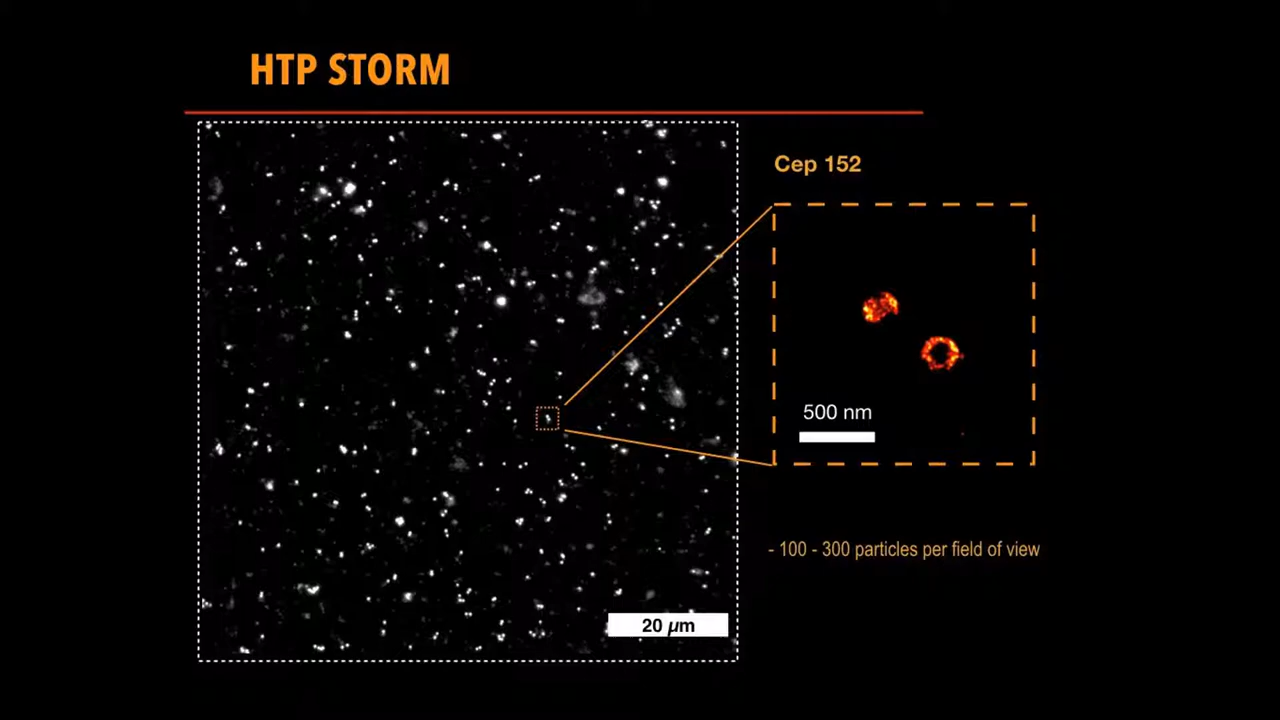 HTP STORM
Cep 152
500 nm
- 100 - 300 particles per field of view
20 µm